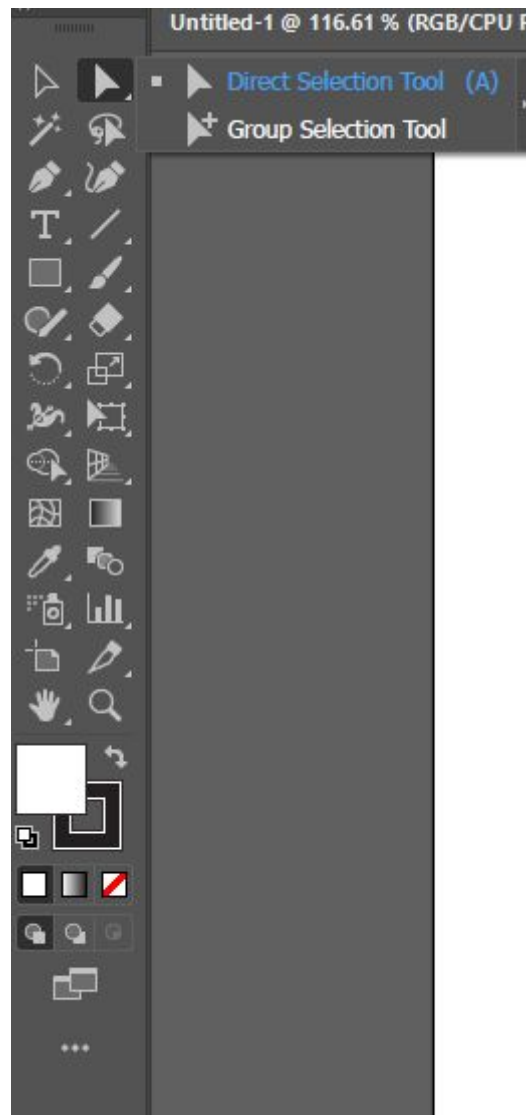 Untitled-1 @ 116.61 % (RGB/CPU
Direct Selection Tool (A)
Group Selection Tool